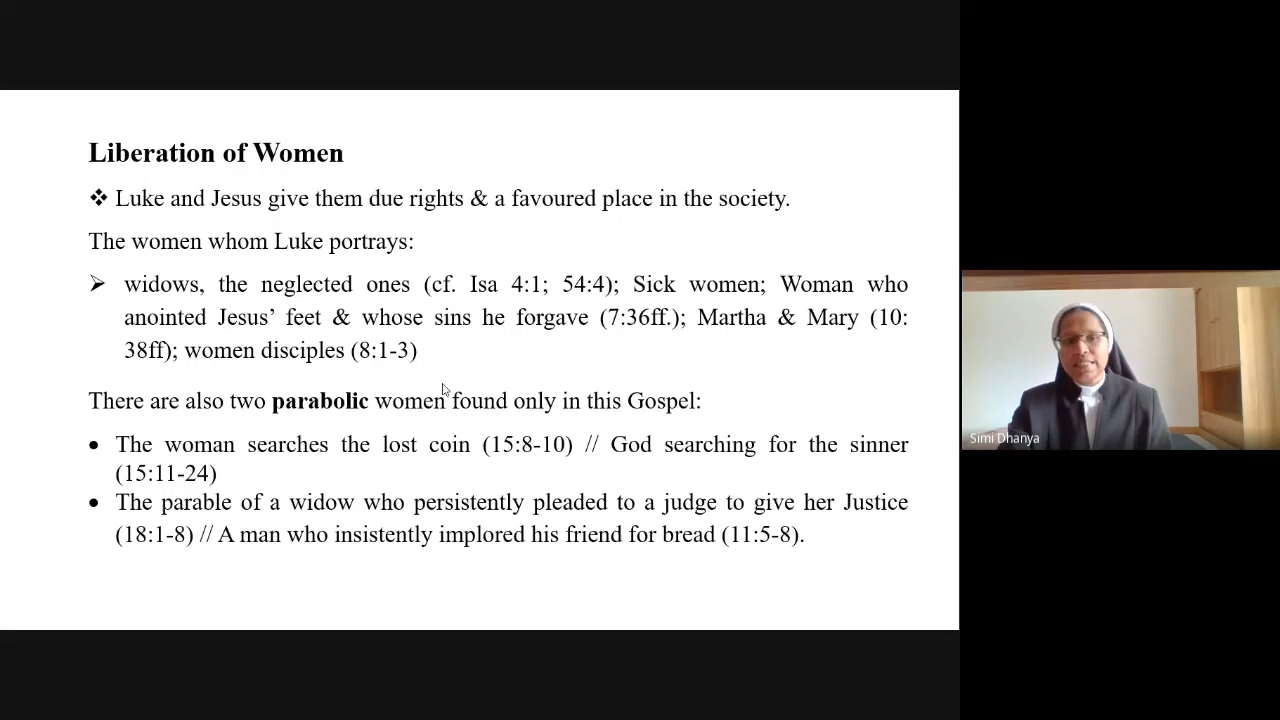 Liberation of Women
❖ Luke and Jesus give them due rights & a favoured place in the society.
The women whom Luke portrays:
➢ widows, the neglected ones (cf. Isa 4:1; 54:4); Sick women; Woman who
anointed Jesus’ feet & whose sins he forgave (7:36ff.); Martha & Mary (10:
38ff); women disciples (8:1-3)
There are also two parabolic women found only in this Gospel:
• The woman searches the lost coin (15:8-10) // God searching for the sinner
(15:11-24)
• The parable of a widow who persistently pleaded to a judge to give her Justice
(18:1-8) // A man who insistently implored his friend for bread (11:5-8).
Simi Dhanya